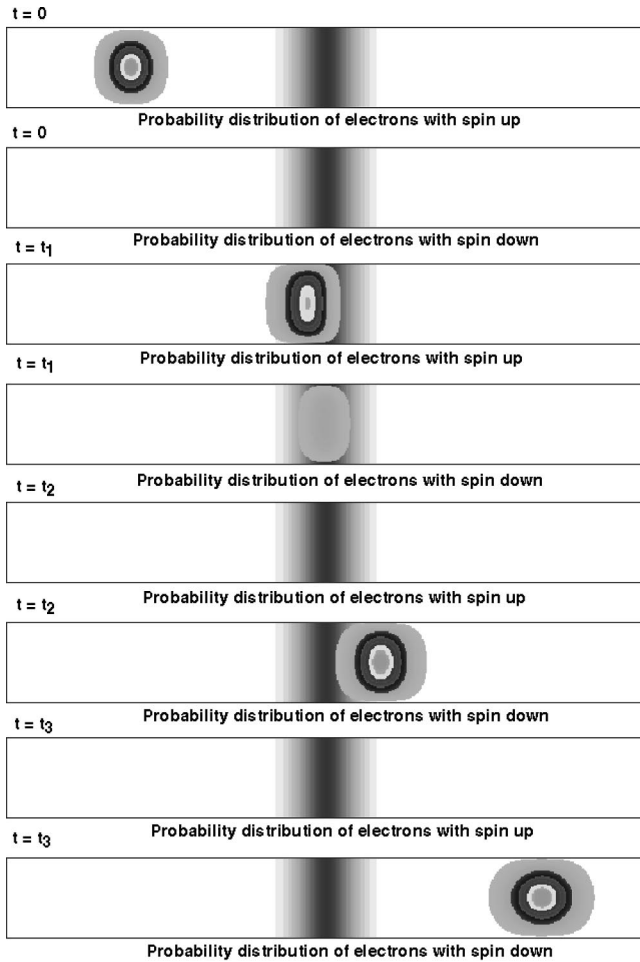 t = 0
Probability distribution of electrons with spin up
t = 0
Probability distribution of electrons with spin down
t = t1
Probability distribution of electrons with spin up
t = t1
Probability distribution of electrons with spin down
t = t2
Probability distribution of electrons with spin up
t = t2
Probability distribution of electrons with spin down
t = t3
Probability distribution of electrons with spin up
t = t3
Probability distribution of electrons with spin down